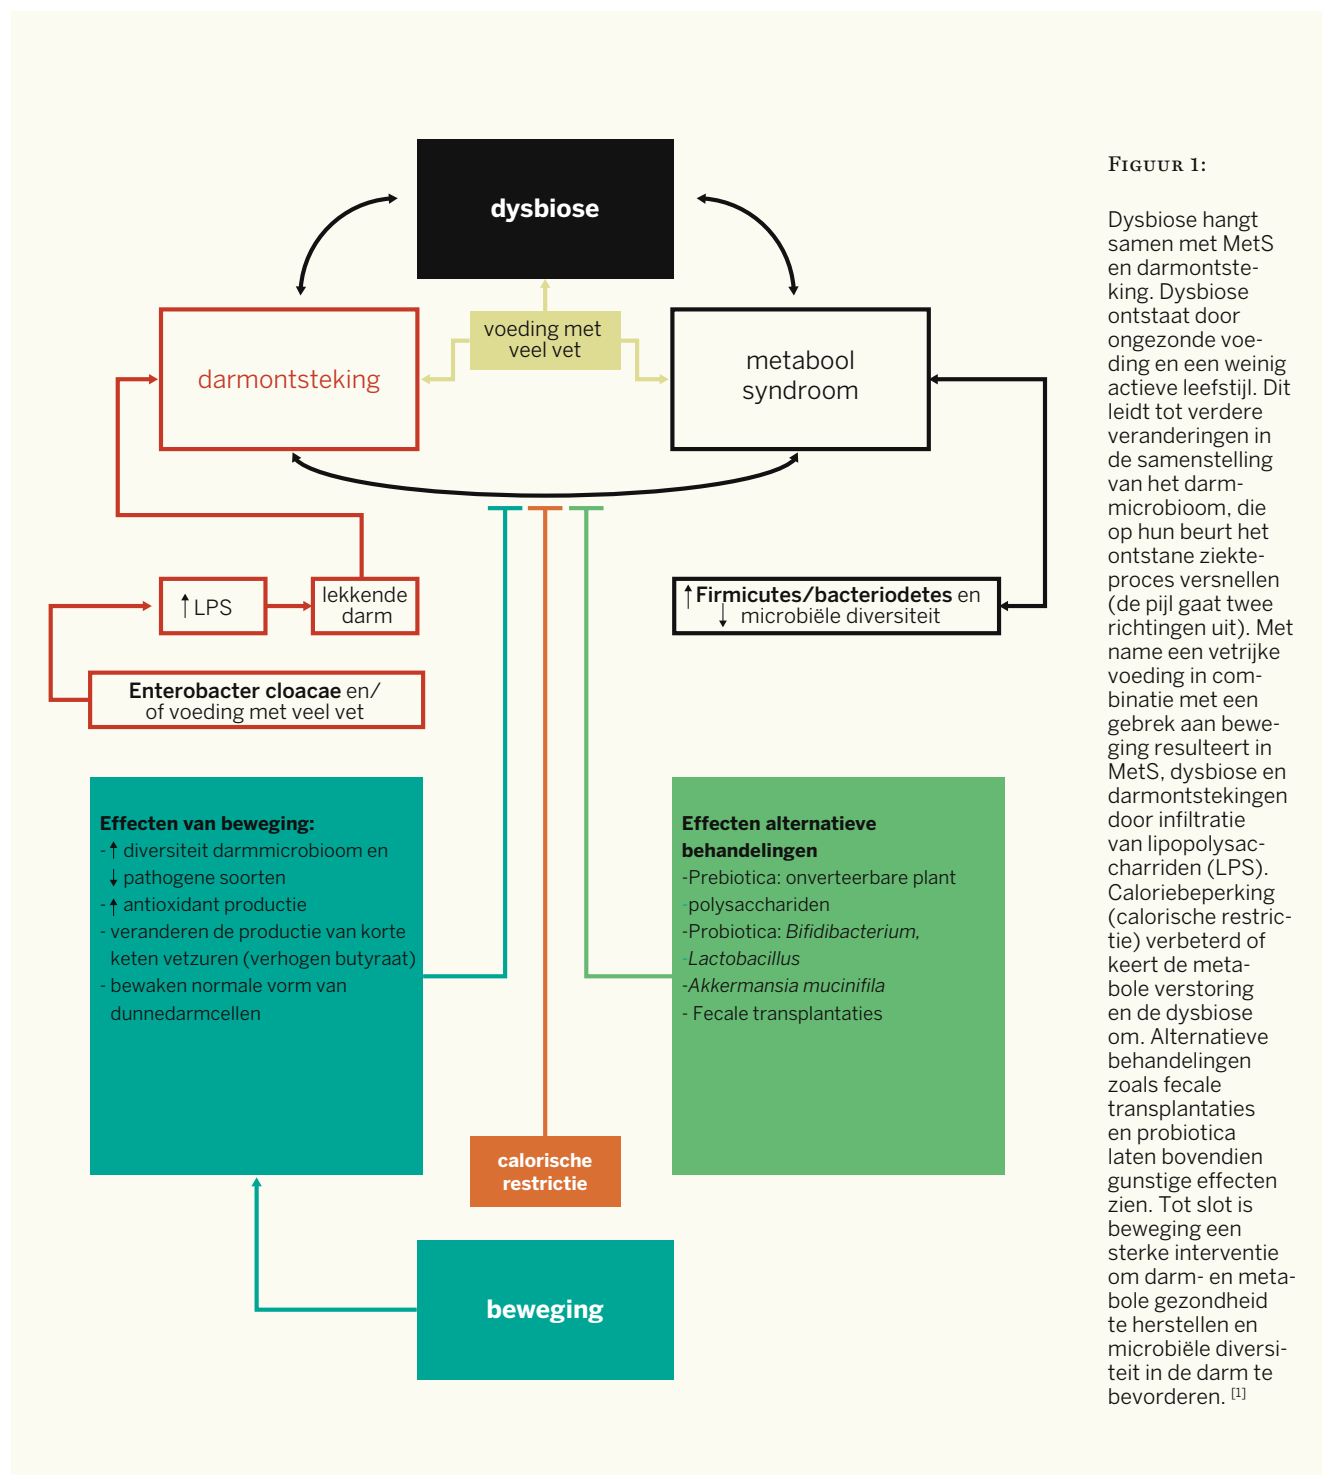 dysbiose
voeding met
veel vet
darmontsteking
metabool
syndroom
↑ LPS
lekkende
darm
↑ Firmicutes/bacteriodetes en
↓ microbiële diversiteit
Enterobacter cloacae en/
of voeding met veel vet
Effecten van beweging:
- ↑ diversiteit darmmicrobioom en
↓ pathogene soorten
- ↑ antioxidant productie
- veranderen de productie van korte
keten vetzuren (verhogen butyraat)
- bewaken normale vorm van
dunnedarmcellen
Effecten alternatieve
behandelingen
-Prebiotica: onverteerbare plant
-polysacchariden
-Probiotica: Bifidibacterium,
-Lactobacillus
-Akkermansia mucinifila
- Fecale transplantaties
calorische
restrictie
beweging
Figuur 1:
Dysbiose hangt
samen met MetS
en darmontste-
king. Dysbiose
ontstaat door
ongezonde voe-
ding en een weinig
actieve leefstijl. Dit
leidt tot verdere
veranderingen in
de samenstelling
van het darm-
microbioom, die
op hun beurt het
ontstane ziekte-
proces versnellen
(de pijl gaat twee
richtingen uit). Met
name een vetrijke
voeding in com-
binatie met een
gebrek aan bewe-
ging resulteert in
MetS, dysbiose en
darmontstekingen
door infiltratie
van lipopolysac-
charriden (LPS).
Caloriebeperking
(calorische restric-
tie) verbeterd of
keert de meta-
bole verstoring
en de dysbiose
om. Alternatieve
behandelingen
zoals fecale
transplantaties
en probiotica
laten bovendien
gunstige effecten
zien. Tot slot is
beweging een
sterke interventie
om darm- en meta-
bole gezondheid
te herstellen en
microbiële diversi-
teit in de darm te
bevorderen. [1]